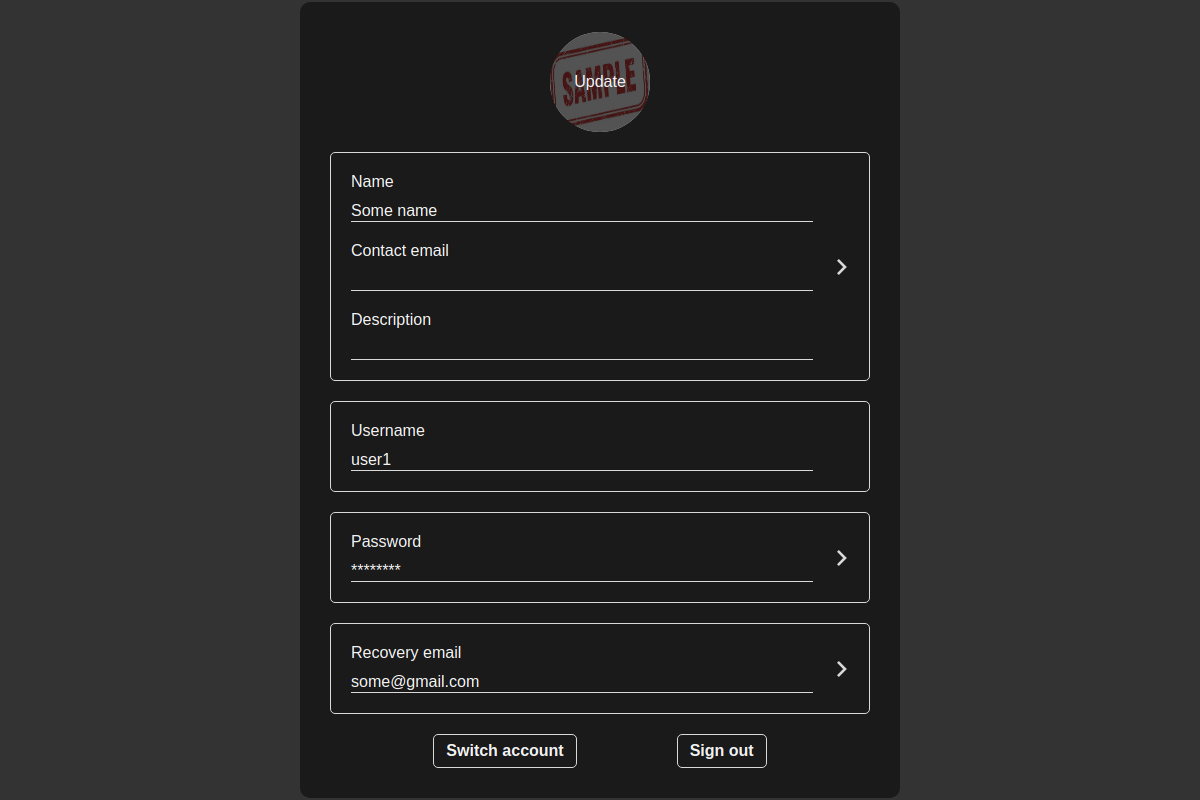 SAMPLE
Update
Name
Some name
Contact email
Description
Username
user1
Password
********
Recovery email
some@gmail.com
Switch account
Sign out